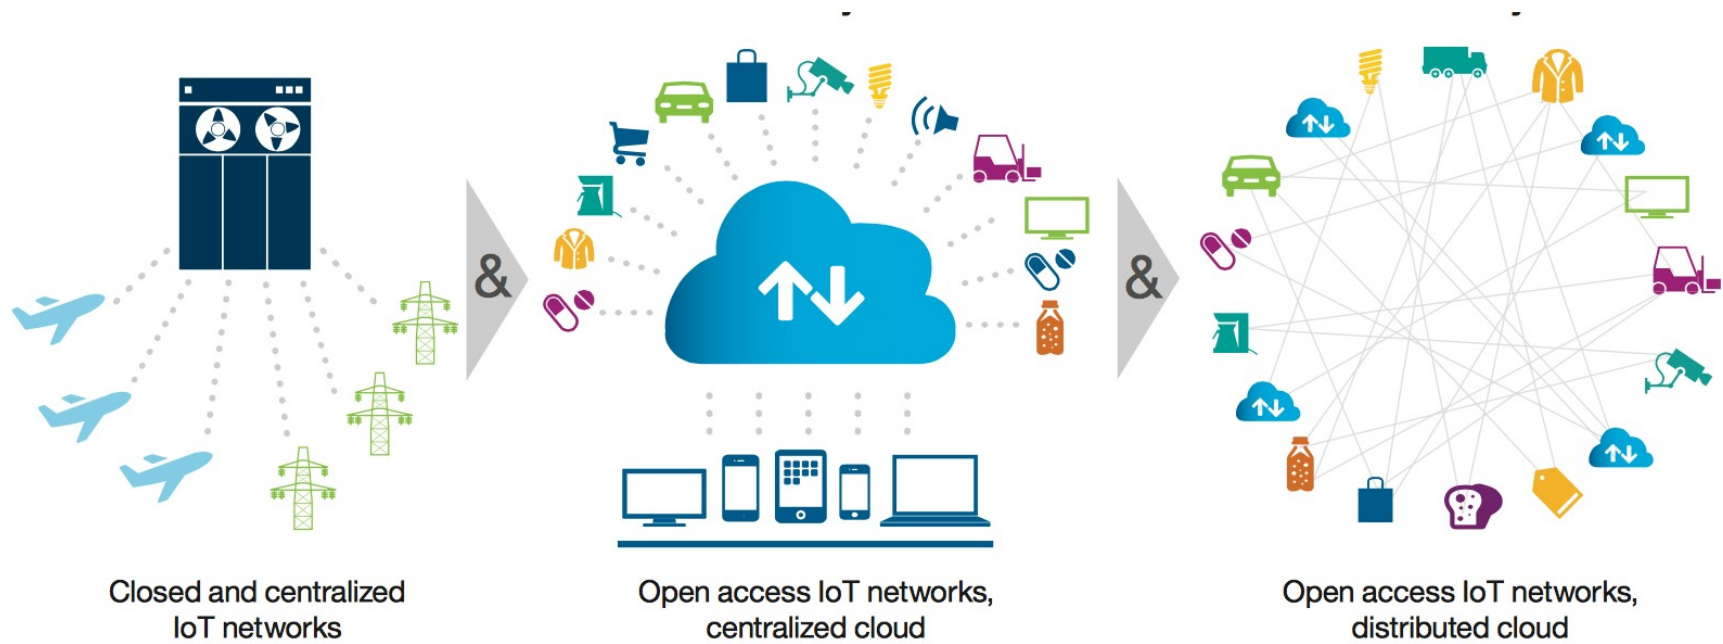 &
&
Closed and centralized
IoT networks
Open access IoT networks,
centralized cloud
Open access IoT networks,
distributed cloud